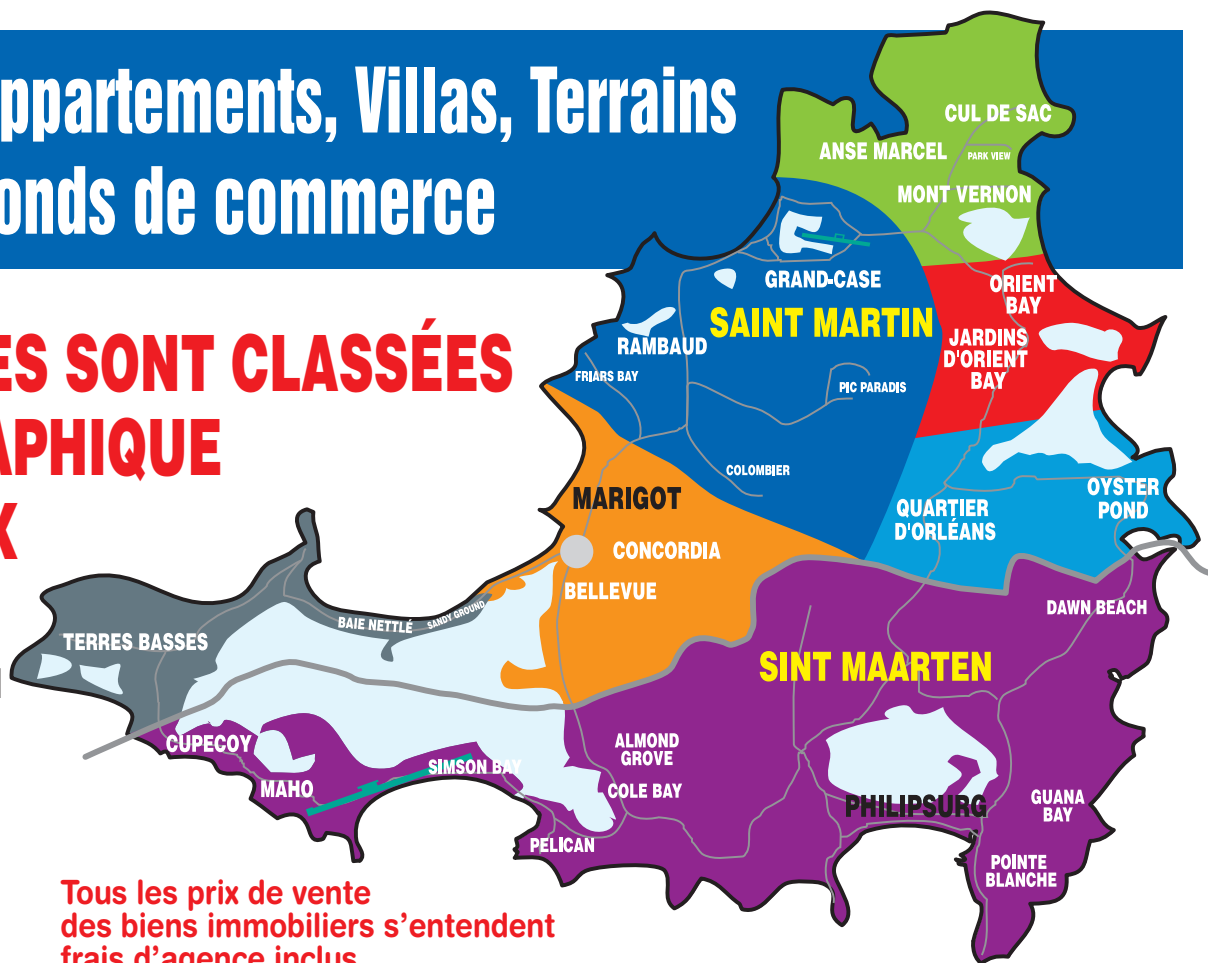 ppartements, Villas, Terrains
onds de commerce
ES SONT CLASSÉES
APHIQUE
X
CUL DE SAC
ANSE MARCEL
PARK VIEW
MONT VERNON
GRAND-CASE
ORIENT
BAY
SAINT MARTIN
RAMBAUD
JARDINS
D'ORIENT
BAY
FRIARS BAY
PIC PARADIS
COLOMBIER
MARIGOT
OYSTER
POND
QUARTIER
D'ORLÉANS
CONCORDIA
BELLEVUE
SANDY GROUND
BAIE NETTLÉ
TERRES BASSES
DAWN BEACH
SINT MAARTEN
CUPECOY
ALMOND
GROVE
SIMSON BAY
MAHO
COLE BAY
PHILIPSURG
GUANA
BAY
PELICAN
POINTE
BLANCHE
Tous les prix de vente
des biens immobiliers s’entendent
frais d’agence inclus